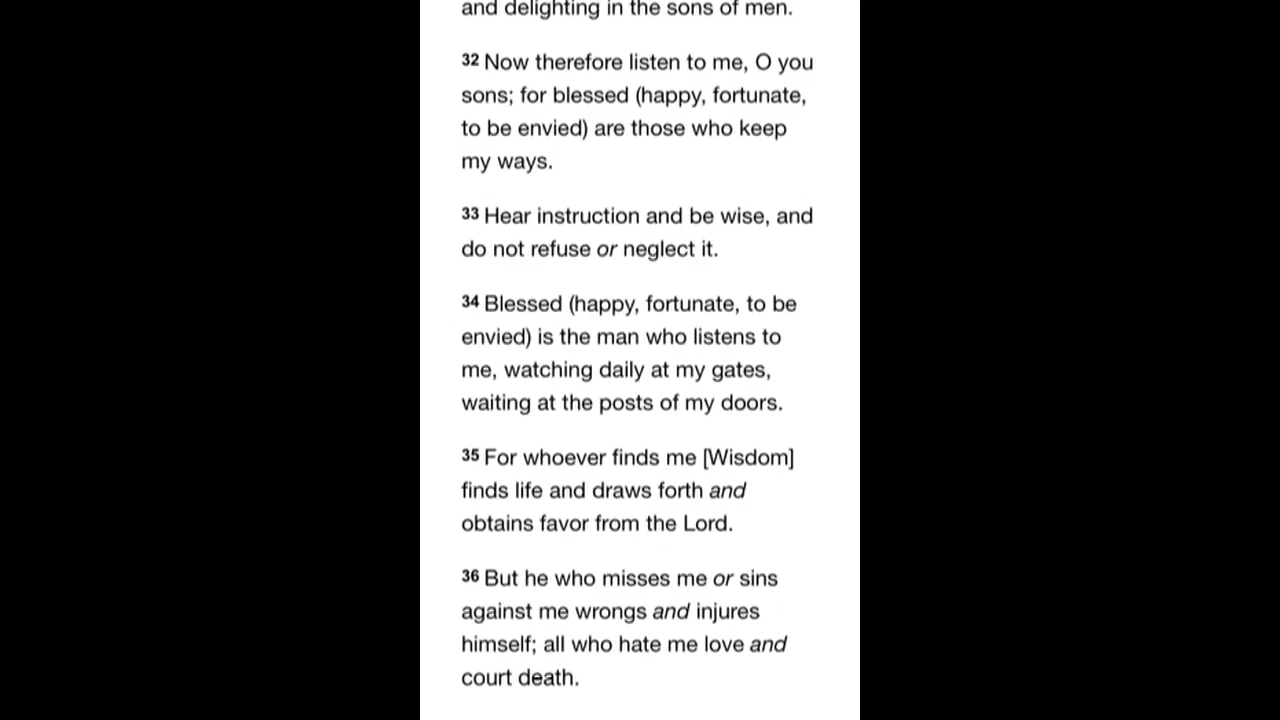 and delighting in the sons of men.
32 Now therefore listen to me, O you
sons; for blessed (happy, fortunate,
to be envied) are those who keep
my ways.
33 Hear instruction and be wise, and
do not refuse or neglect it.
34 Blessed (happy, fortunate, to be
envied) is the man who listens to
me, watching daily at my gates,
waiting at the posts of my doors.
35 For whoever finds me [Wisdom]
finds life and draws forth and
obtains favor from the Lord.
36 But he who misses me or sins
against me wrongs and injures
himself; all who hate me love and
court death.